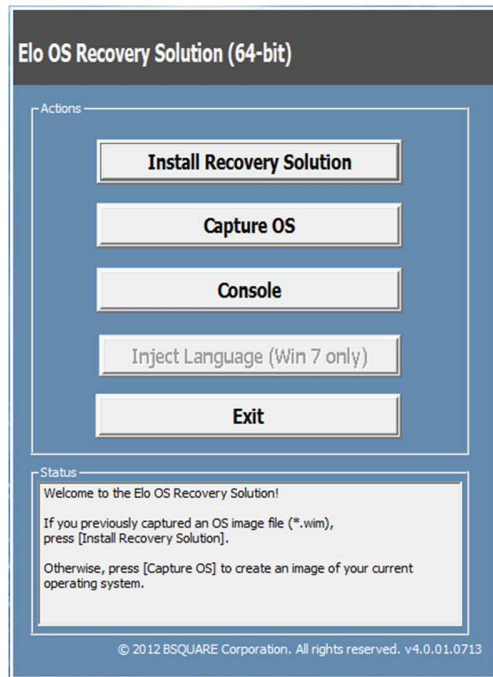 Elo OS Recovery Solution (64-bit)
Actions
Install Recovery Solution
Capture OS
Console
Inject Language (Win 7 only)
Exit
Status
Welcome to the Elo OS Recovery Solution!
If you previously captured an OS image file (*.wim),
press [Install Recovery Solution].
Otherwise, press [Capture OS] to create an image of your current
operating system.
© 2012 BSQUARE Corporation. All rights reserved. v4.0.01.0713